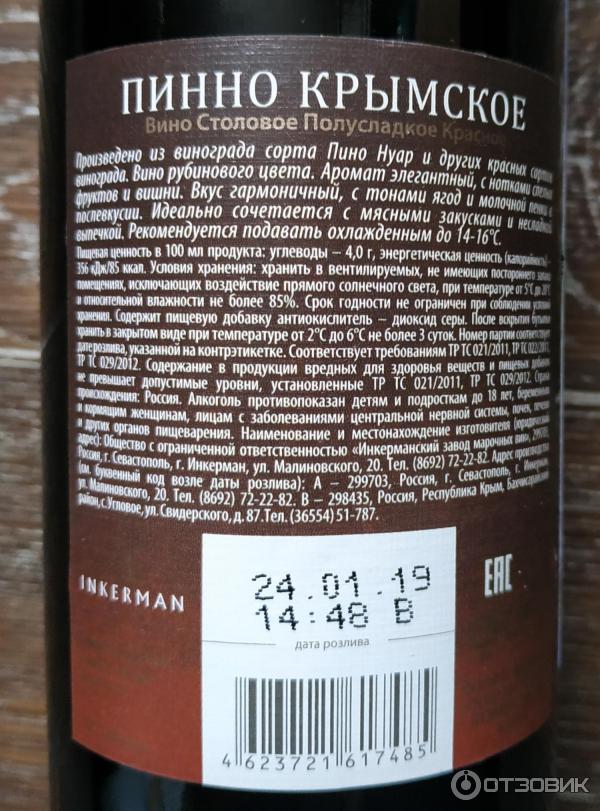 ПИННО КРЫМСКОЕ
Вино Столовое Полусладкое Красное
Произведено из винограда сорта Пино Нуар и других красных сортов
винограда. Вино рубинового цвета. Аромат элегантный, с нотками спелых
фруктов и вишни. Вкус гармоничный, с тонами ягод и молочной пенки в
послевкусии. Идеально сочетается с мясными закусками и несладкой
выпечкой. Рекомендуется подавать охлажденным до 14-16°С.
Пищевая ценность в 100 мл продукта: углеводы – 4,0 г, энергетическая ценность (калорийность) –
356 кДж/85 ккал. Условия хранения: хранить в вентилируемых, не имеющих постороннего запаха
помещениях, исключающих воздействие прямого солнечного света, при температуре от 5°С до 20°С
и относительной влажности не более 85%. Срок годности не ограничен при соблюдении условий
хранения. Содержит пищевую добавку антиокислитель – диоксид серы. После вскрытия бутылки
хранить в закрытом виде при температуре от 2°С до 6°С не более 3 суток. Номер партии соответствует
дате розлива, указанной на контрэтикетке. Соответствует требованиям ТР ТС 021/2011, ТР ТС 022/2011,
ТР ТС 029/2012. Содержание в продукции вредных для здоровья веществ и пищевых добавок
не превышает допустимые уровни, установленные ТР ТС 021/2011, ТР ТС 029/2012. Страна
происхождения: Россия. Алкоголь противопоказан детям и подросткам до 18 лет, беременным
и кормящим женщинам, лицам с заболеваниями центральной нервной системы, почек, печени
и других органов пищеварения. Наименование и местонахождение изготовителя (юридический
адрес): Общество с ограниченной ответственностью «Инкерманский завод марочных вин», 299703,
Россия, г. Севастополь, г. Инкерман, ул. Малиновского, 20. Тел. (8692) 72-22-82. Адрес производства
(см. буквенный код возле даты розлива): А – 299703, Россия, г. Севастополь, г. Инкерман,
ул. Малиновского, 20. Тел. (8692) 72-22-82. В – 298435, Россия, Республика Крым, Бахчисарайский
район, с. Угловое, ул. Свидерского, д. 87. Тел. (36554) 51-787.
INKERMAN
24.01.19
14:48 В
дата розлива
EAC
4 623721 617485
ОТЗОВИК